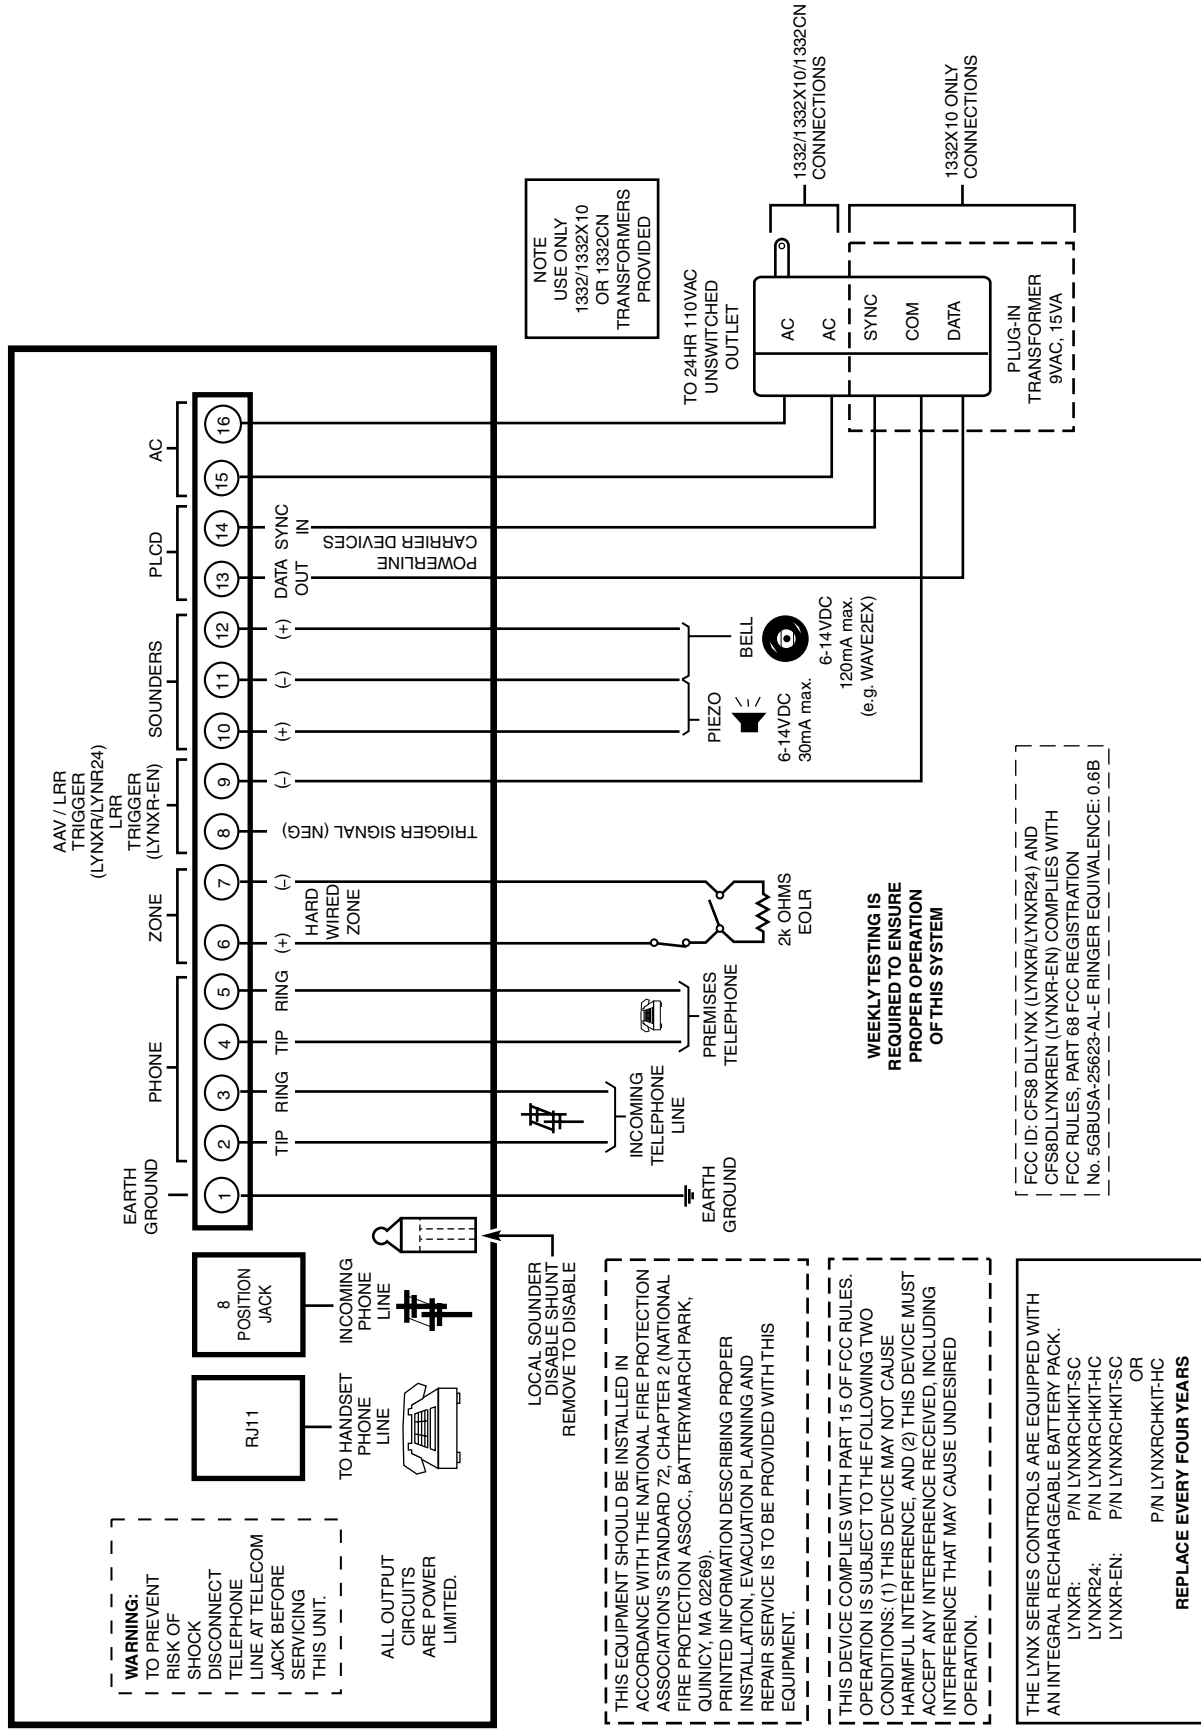 WARNING:
TO PREVENT
RISK OF
SHOCK
DISCONNECT
TELEPHONE
LINE AT TELECOM
JACK BEFORE
SERVICING
THIS UNIT.
ALL OUTPUT
CIRCUITS
ARE POWER
LIMITED.
RJ11
TO HANDSET
PHONE
LINE
8
POSITION
JACK
INCOMING
PHONE
LINE
LOCAL SOUNDER
DISABLE SHUNT
REMOVE TO DISABLE
EARTH
GROUND
PHONE
ZONE
AAV / LRR
TRIGGER
(LYNXR/LYNR24)
LRR
TRIGGER
(LYNXR-EN)
SOUNDERS
PLCD
AC
1
2
3
4
5
6
7
8
9
10
11
12
13
14
15
16
TIP
RING
TIP
RING
(+)
HARD
WIRED
ZONE
(–)
TRIGGER SIGNAL (NEG)
(–)
(+)
(–)
(+)
DATA
OUT
SYNC
IN
POWERLINE
CARRIER DEVICES
EARTH
GROUND
INCOMING
TELEPHONE
LINE
PREMISES
TELEPHONE
2k OHMS
EOLR
PIEZO
6-14VDC
30mA max.
BELL
6-14VDC
120mA max.
(e.g. WAVE2EX)
NOTE
USE ONLY
1332/1332X10
OR 1332CN
TRANSFORMERS
PROVIDED
TO 24HR 110VAC
UNSWITCHED
OUTLET
AC
AC
SYNC
COM
DATA
PLUG-IN
TRANSFORMER
9VAC, 15VA
1332/1332X10/1332CN
CONNECTIONS
1332X10 ONLY
CONNECTIONS
WEEKLY TESTING IS
REQUIRED TO ENSURE
PROPER OPERATION
OF THIS SYSTEM
THIS EQUIPMENT SHOULD BE INSTALLED IN
ACCORDANCE WITH THE NATIONAL FIRE PROTECTION
ASSOCIATION'S STANDARD 72, CHAPTER 2 (NATIONAL
FIRE PROTECTION ASSOC., BATTERYMARCH PARK,
QUINICY, MA 02269).
PRINTED INFORMATION DESCRIBING PROPER
INSTALLATION, EVACUATION PLANNING AND
REPAIR SERVICE IS TO BE PROVIDED WITH THIS
EQUIPMENT.
THIS DEVICE COMPLIES WITH PART 15 OF FCC RULES.
OPERATION IS SUBJECT TO THE FOLLOWING TWO
CONDITIONS: (1) THIS DEVICE MAY NOT CAUSE
HARMFUL INTERFERENCE, AND (2) THIS DEVICE MUST
ACCEPT ANY INTERFERENCE RECEIVED, INCLUDING
INTERFERENCE THAT MAY CAUSE UNDESIRED
OPERATION.
FCC ID: CFS8 DLLYNX (LYNXR/LYNXR24) AND
CFS8DLLYNXREN (LYNXR-EN) COMPLIES WITH
FCC RULES, PART 68 FCC REGISTRATION
No. 5GBUSA-25623-AL-E RINGER EQUIVALENCE: 0.6B
THE LYNX SERIES CONTROLS ARE EQUIPPED WITH
AN INTEGRAL RECHARGEABLE BATTERY PACK.
LYNXR: P/N LYNXRCHKIT-SC
LYNXR24: P/N LYNXRCHKIT-HC
LYNXR-EN: P/N LYNXRCHKIT-SC
OR
P/N LYNXRCHKIT-HC
REPLACE EVERY FOUR YEARS